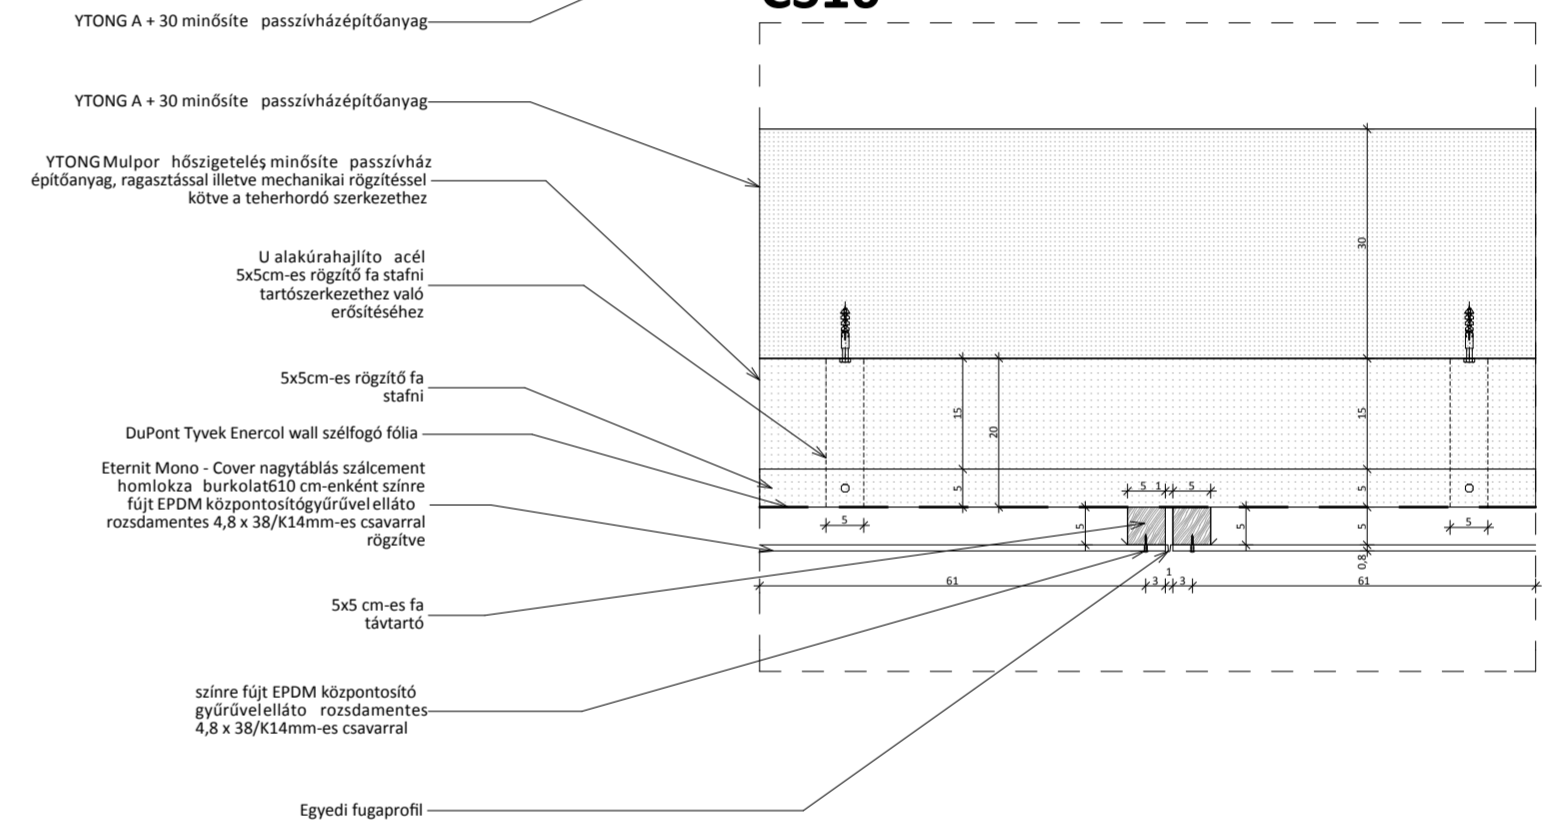 YTONG A + 30 minősíte passzívházépítőanyag
YTONG A + 30 minősíte passzívházépítőanyag
YTONG Mulpor hőszigetelés minősíte passzívház
építőanyag, ragasztással illetve mechanikai rögzítéssel
kötve a teherhordó szerkezethez
U alakúrahajlíto acél
5x5cm-es rögzítő fa stafni
tartószerkezethez való
erősítéséhez
5x5cm-es rögzítő fa
stafni
DuPont Tyvek Enercol wall szélfogó fólia
Eternit Mono - Cover nagytáblás szálcement
homlokza burkolat610 cm-enként színre
fújt EPDM központosítógyűrűvel elláto
rozsdamentes 4,8 x 38/K14mm-es csavarral
rögzítve
5x5 cm-es fa
távtartó
színre fújt EPDM központosító
gyűrűvelelláto rozsdamentes
4,8 x 38/K14mm-es csavarral
Egyedi fugaprofil
30
15
20
15
5
5
5 1 5
5
5
5
5
5
0,8
61
3
1
3
61